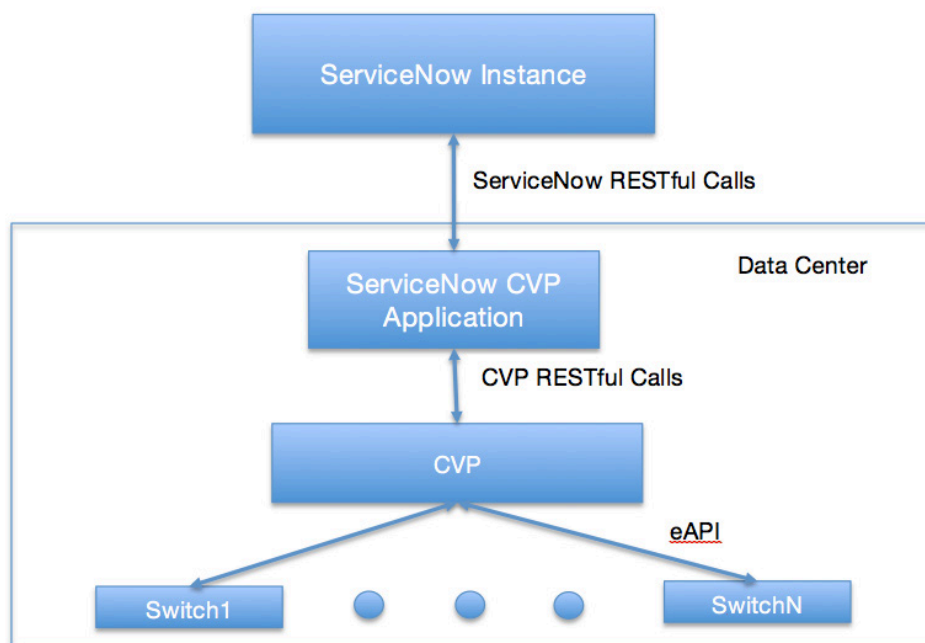 ServiceNow Instance
ServiceNow RESTful Calls
Data Center
ServiceNow CVP
Application
CVP RESTful Calls
CVP
eAPI
Switch1
SwitchN